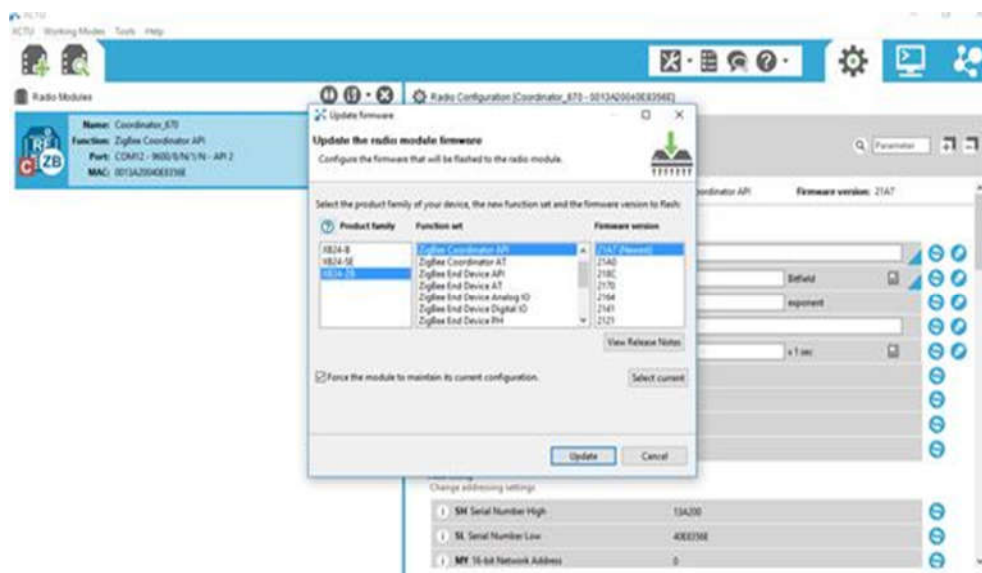 XCTU
XCTU Working Modes Tools Help
Radio Modules
Radio Configuration [Coordinator_670 - 0013A20040E8356E]
Name: Coordinator_670
Function: ZigBee Coordinator API
Port: COM12 - 9600/8/N/1/N - API 2
MAC: 0013A20040E8356E
Update firmware
Update the radio module firmware
Configure the firmware that will be flashed to the radio module.
Parameter
Select the product family of your device, the new function set and the firmware version to flash:
Product family Function set Firmware version
XB24-B
XB24-SE
XB24-ZB
ZigBee Coordinator API
ZigBee Coordinator AT
ZigBee End Device API
ZigBee End Device AT
ZigBee End Device Analog IO
ZigBee End Device Digital IO
ZigBee End Device PH
21A7 (Newest)
21A0
218C
2170
2164
2141
2121
View Release Notes
Force the module to maintain its current configuration.
Select current
Update Cancel
Firmware version: 21A7
Bitfield
exponent
x 1 sec
Change addressing settings
SH Serial Number High 13A200
SL Serial Number Low 40E8356E
MY 16-bit Network Address 0